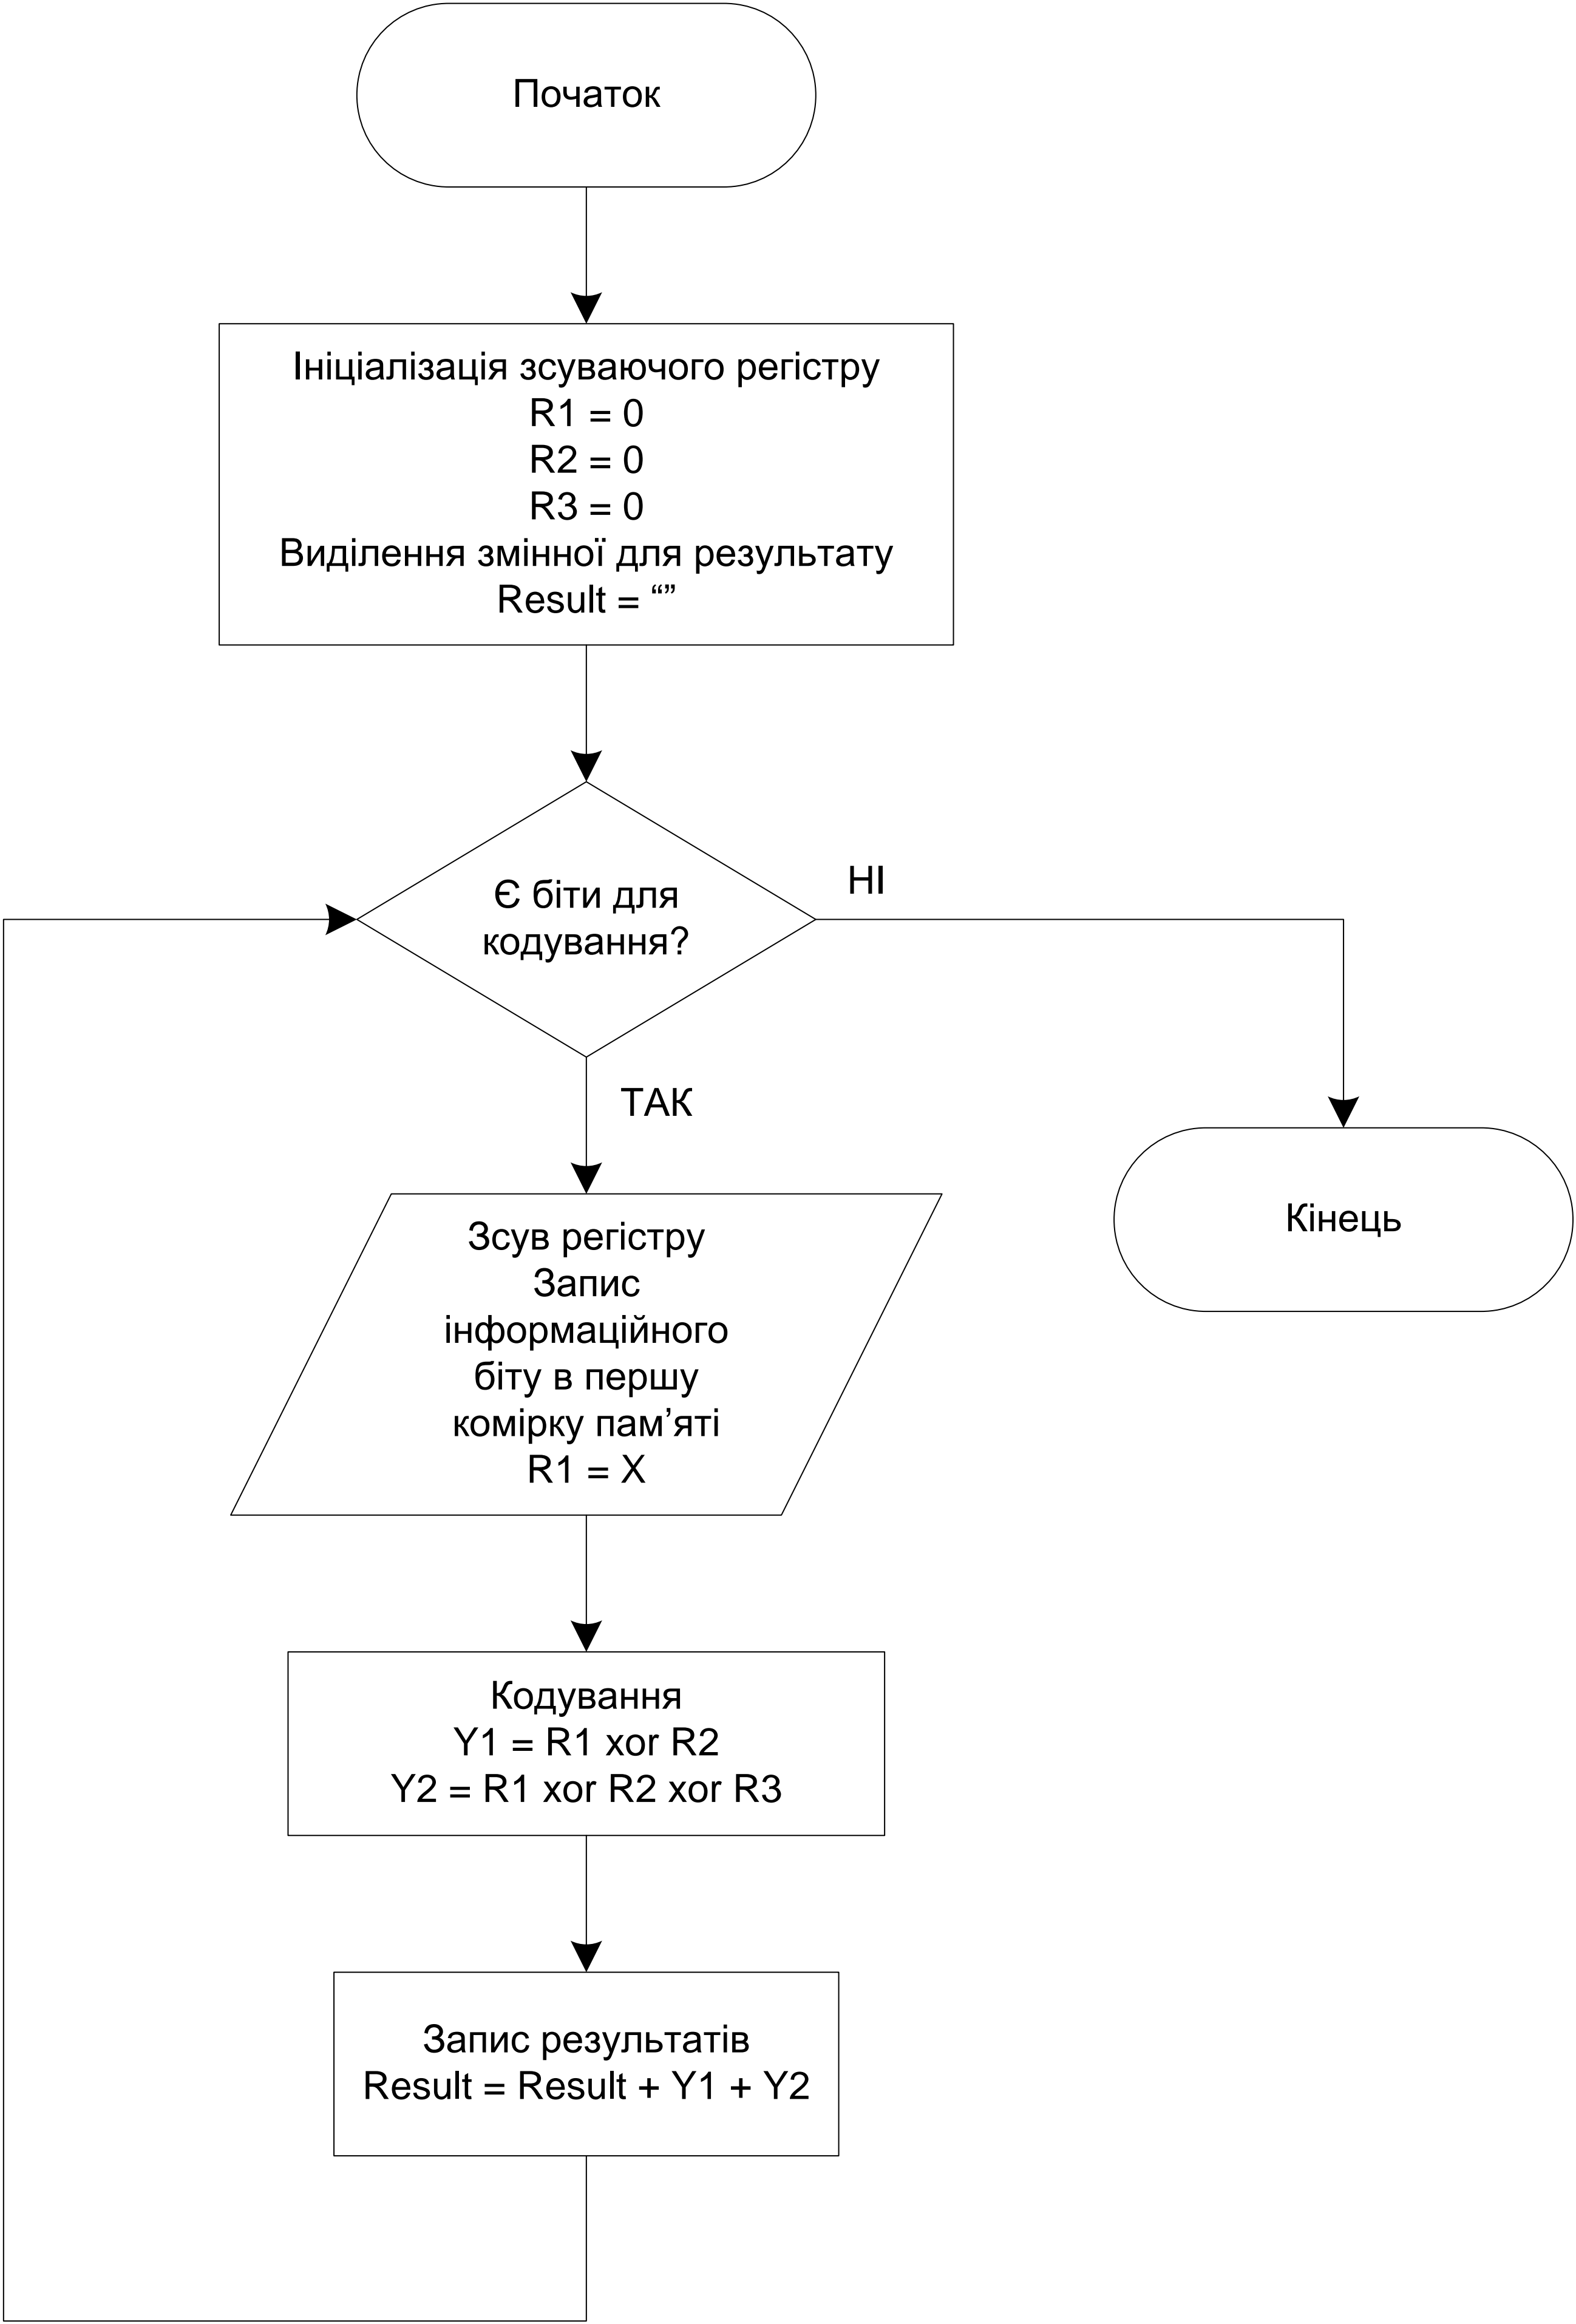 Початок
Ініціалізація зсуваючого регістру
R1 = 0
R2 = 0
R3 = 0
Виділення змінної для результату
Result = “”
Є біти для
кодування?
НІ
ТАК
Зсув регістру
Запис
інформаційного
біту в першу
комірку пам’яті
R1 = X
Кінець
Кодування
Y1 = R1 xor R2
Y2 = R1 xor R2 xor R3
Запис результатів
Result = Result + Y1 + Y2